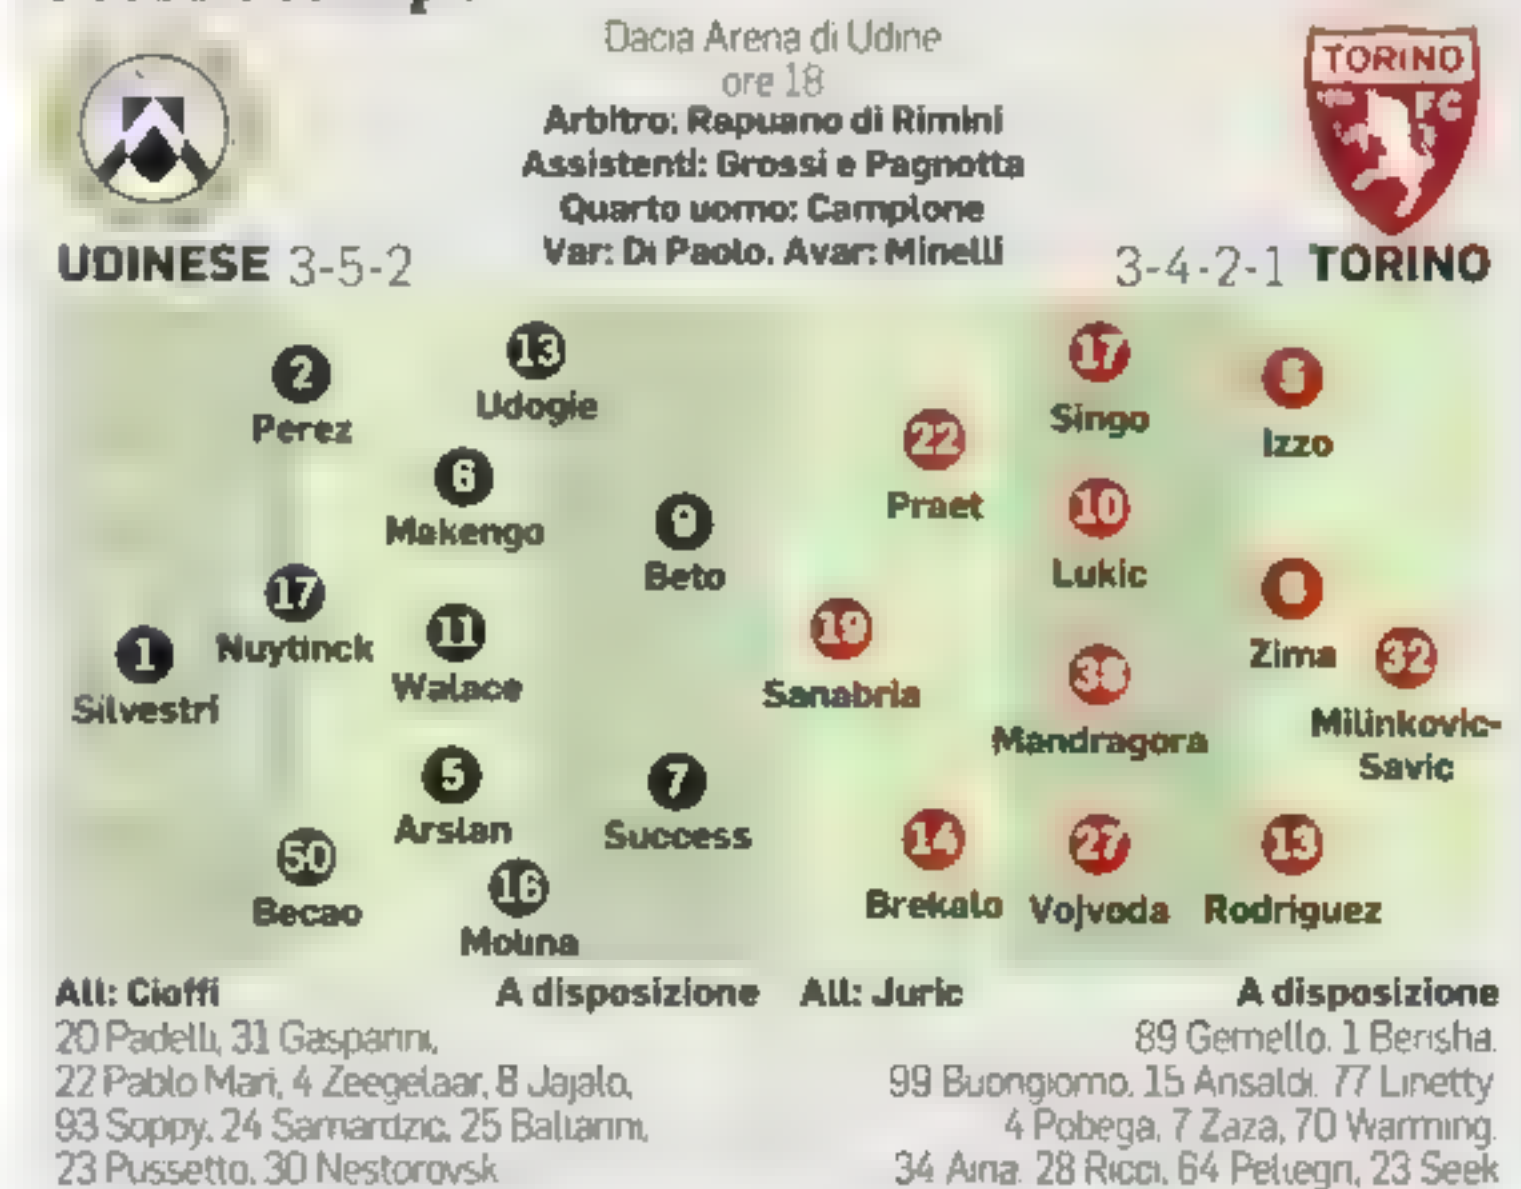 Dacia Arena di Udine
ore 18
Arbitro: Rapuano di Rimini
Assistenti: Grossi e Pagnotta
Quarto uomo: Campione
Var: Di Paolo. Avar: Minelli
TORINO
FC
UDINESE 3-5-2
3-4-2-1 TORINO
2
Perez
13
Udogie
6
Makengo
9
Beto
17
Nuytinck
1
Silvestri
11
Walace
5
Arslan
7
Success
50
Becao
16
Molina
17
Singo
5
Izzo
22
Praet
10
Lukic
Zima
19
Sanabria
38
Mandragora
32
Milinkovic-
Savic
14
Brekalo
27
Vojvoda
13
Rodriguez
All: Cioffi
A disposizione
20 Padelli, 31 Gasparini,
22 Pablo Marì, 4 Zeegelaar, 8 Jajalo,
93 Soppy, 24 Samardzic, 25 Ballarini,
23 Pussetto, 30 Nestorovsk
All: Juric
A disposizione
89 Gemello, 1 Berisha,
99 Buongiorno, 15 Ansaldi, 77 Linetty
4 Pobega, 7 Zaza, 70 Warming,
34 Aina, 28 Ricci, 64 Pellegri, 23 Seek